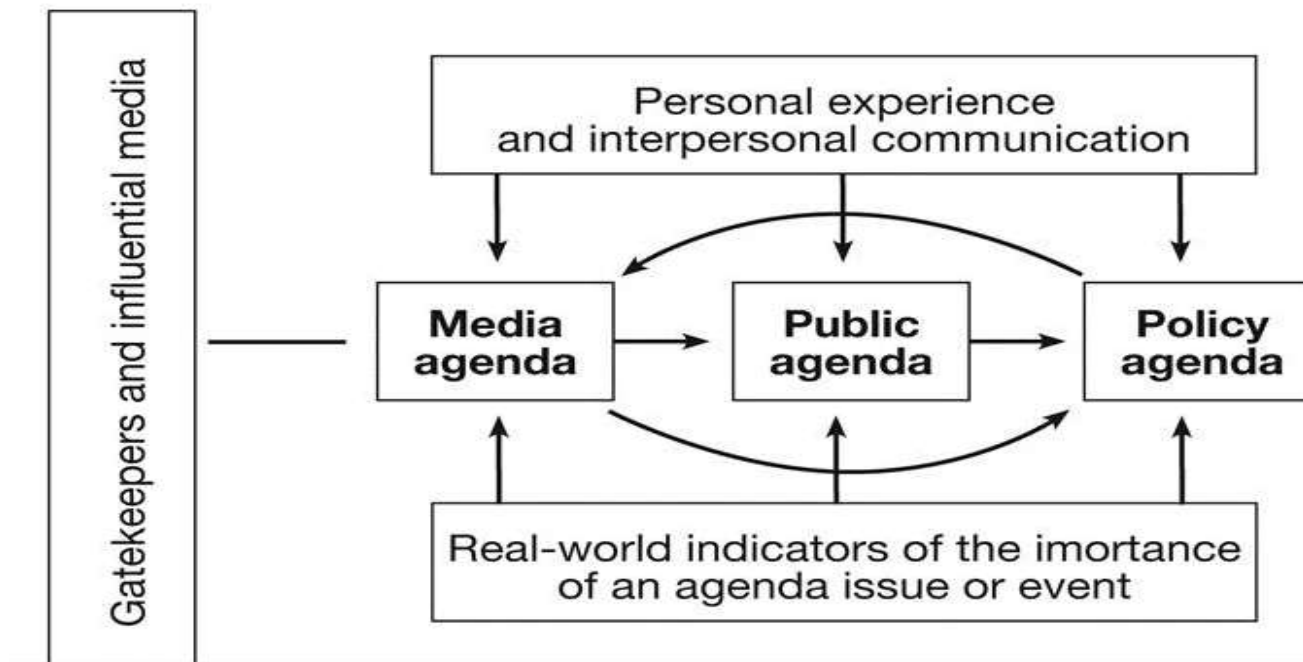 Gatekeepers and influential media
Personal experience
and interpersonal communication
Media
agenda
Public
agenda
Policy
agenda
Real-world indicators of the imortance
of an agenda issue or event